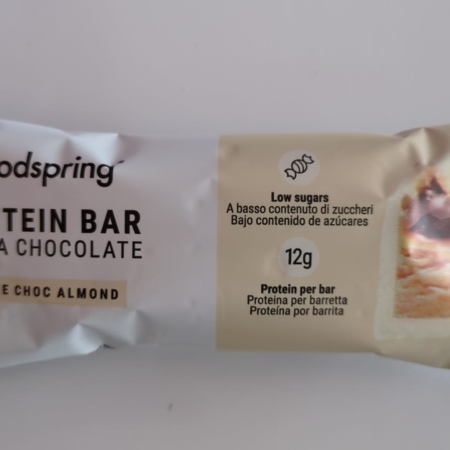 odspring
TEIN BAR
A CHOCOLATE
E CHOC ALMOND
Low sugars
A basso contenuto di zuccheri
Bajo contenido de azúcares
12g
Protein per bar
Proteine per barretta
Proteína por barrita